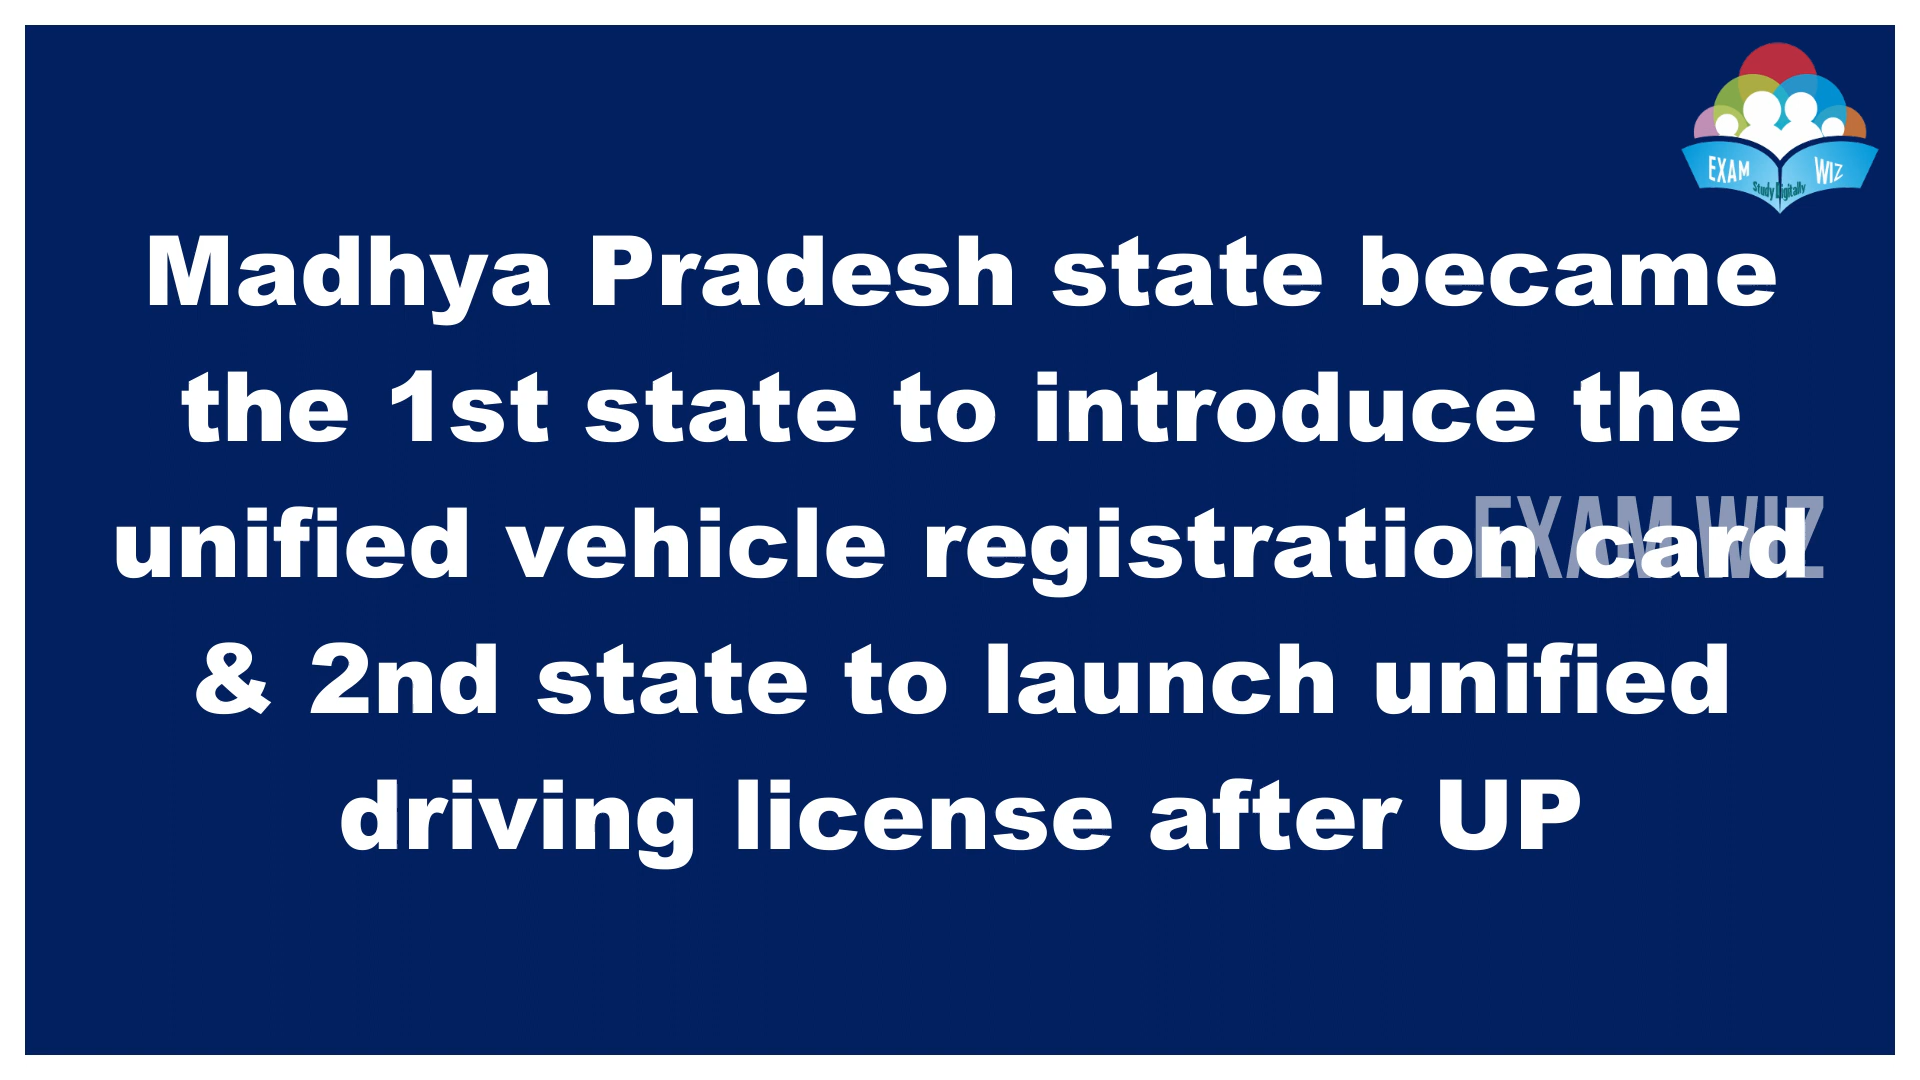 EXAM WIZ
Study Digitally
Madhya Pradesh state became
the 1st state to introduce the
unified vehicle registration card
EXAM WIZ
& 2nd state to launch unified
driving license after UP